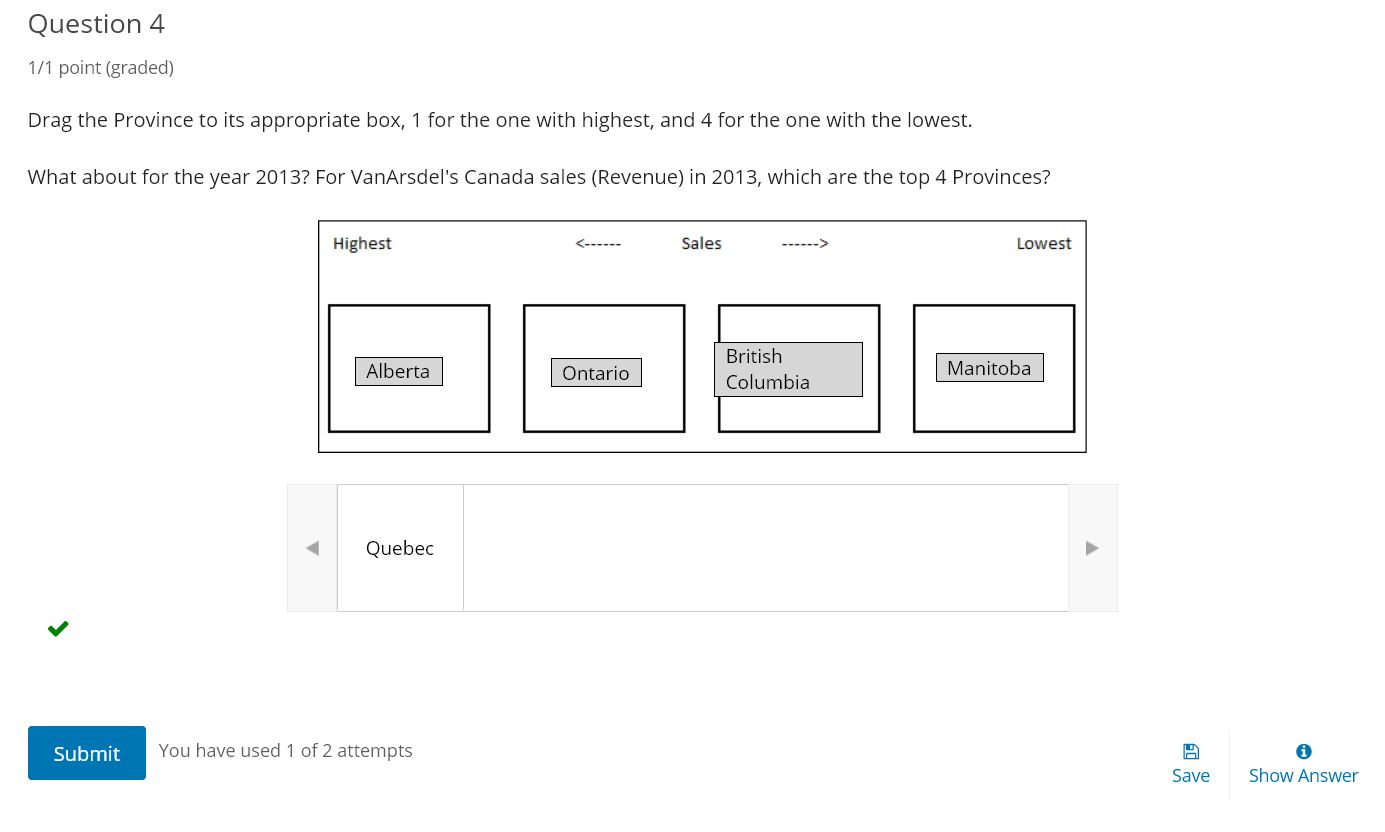 Question 4
1/1 point (graded)
Drag the Province to its appropriate box, 1 for the one with highest, and 4 for the one with the lowest.
What about for the year 2013? For VanArsdel's Canada sales (Revenue) in 2013, which are the top 4 Provinces?
Highest <------ Sales ------> Lowest
Alberta
Ontario
British
Columbia
Manitoba
Quebec
Submit
You have used 1 of 2 attempts
Save
Show Answer